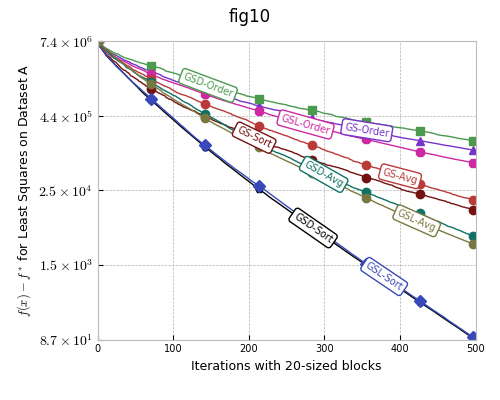 fig10
f(x) − f* for Least Squares on Dataset A
7.4 × 10⁶
4.4 × 10⁵
2.5 × 10⁴
1.5 × 10³
8.7 × 10¹
GSD-Order
GSL-Order
GS-Order
GS-Sort
GSD-Avg
GS-Avg
GSL-Avg
GSD-Sort
GSL-Sort
0 100 200 300 400 500
Iterations with 20-sized blocks